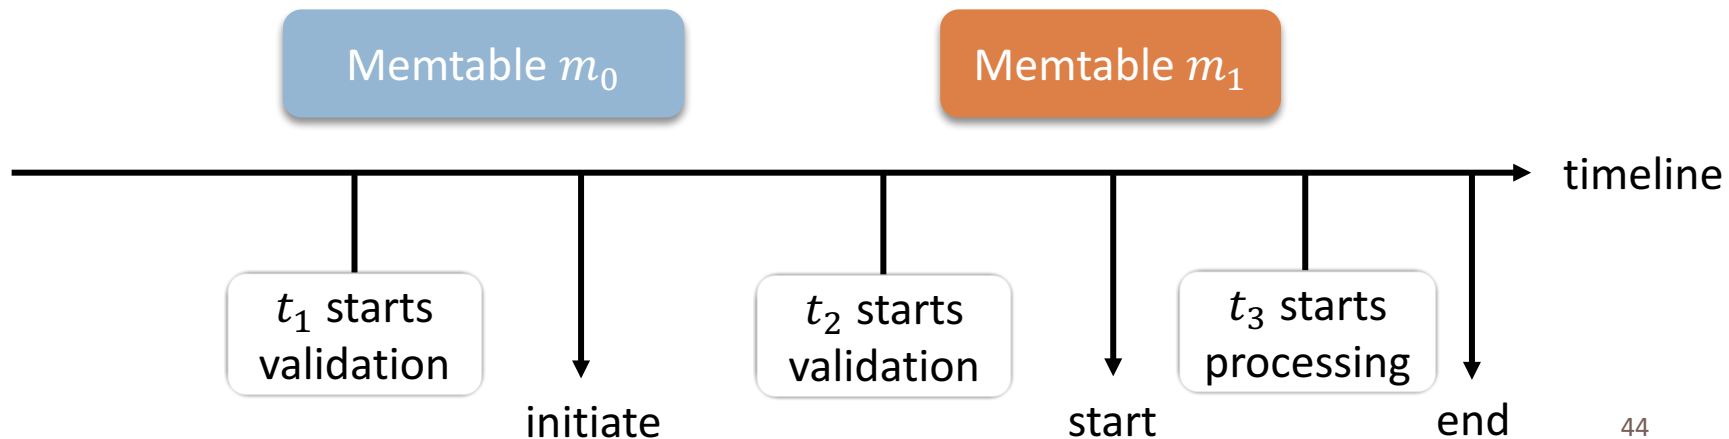 Memtable m₀
Memtable m₁
timeline
t₁ starts
validation
t₂ starts
validation
t₃ starts
processing
initiate
start
end
44